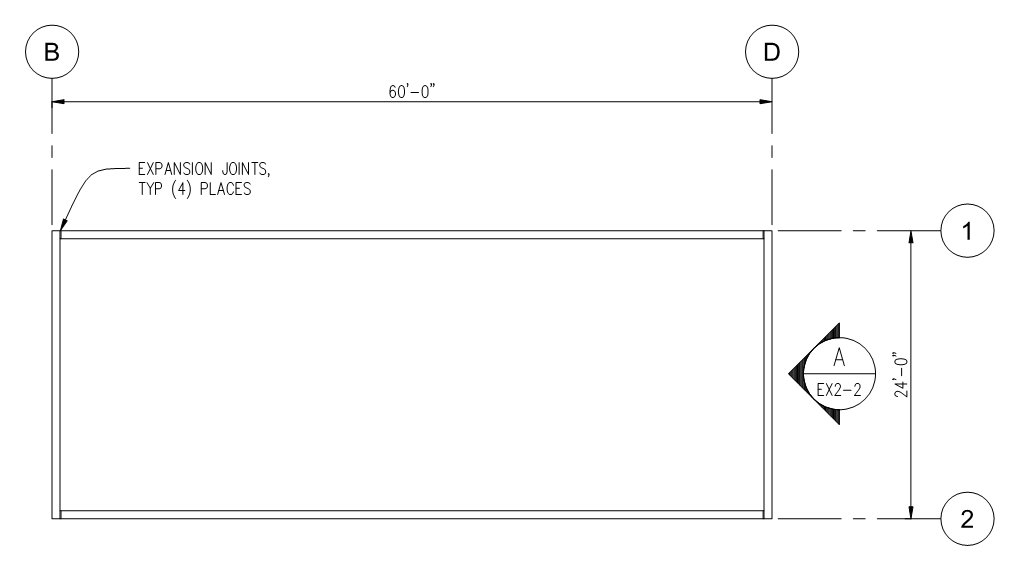 B
D
60'-0"
EXPANSION JOINTS,
TYP (4) PLACES
1
A
EX2-2
24'-0"
2